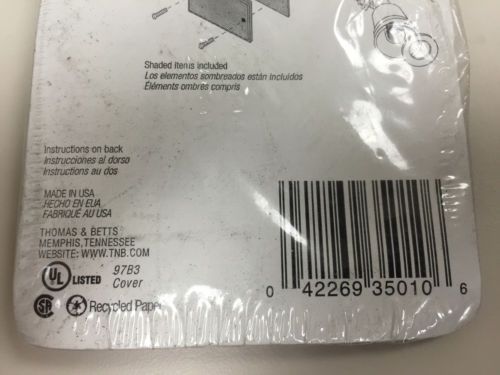 Shaded items included
Los elementos sombreados están incluidos
Éléments ombres compris
Instructions on back
Instrucciones al dorso
Instructions au dos
MADE IN USA
HECHO EN EUA
FABRIQUÉ AU USA
THOMAS & BETTS
MEMPHIS, TENNESSEE
WEBSITE: WWW.TNB.COM
UL LISTED 97B3
Cover
SA Recycled Paper
0 42269 35010 6